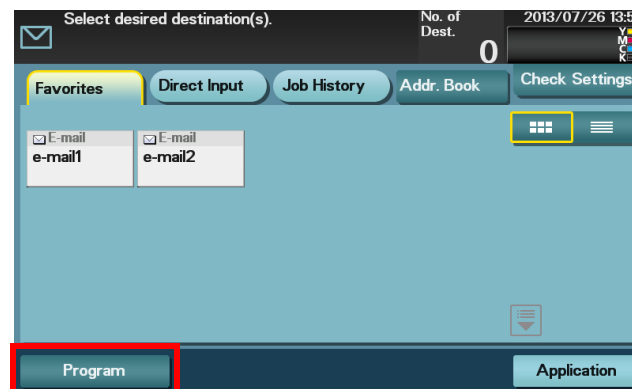 Select desired destination(s).
No. of
Dest.
0
2013/07/26 13:5
Y
M
C
K
Favorites
Direct Input
Job History
Addr. Book
Check Settings
E-mail
e-mail1
E-mail
e-mail2
Program
Application